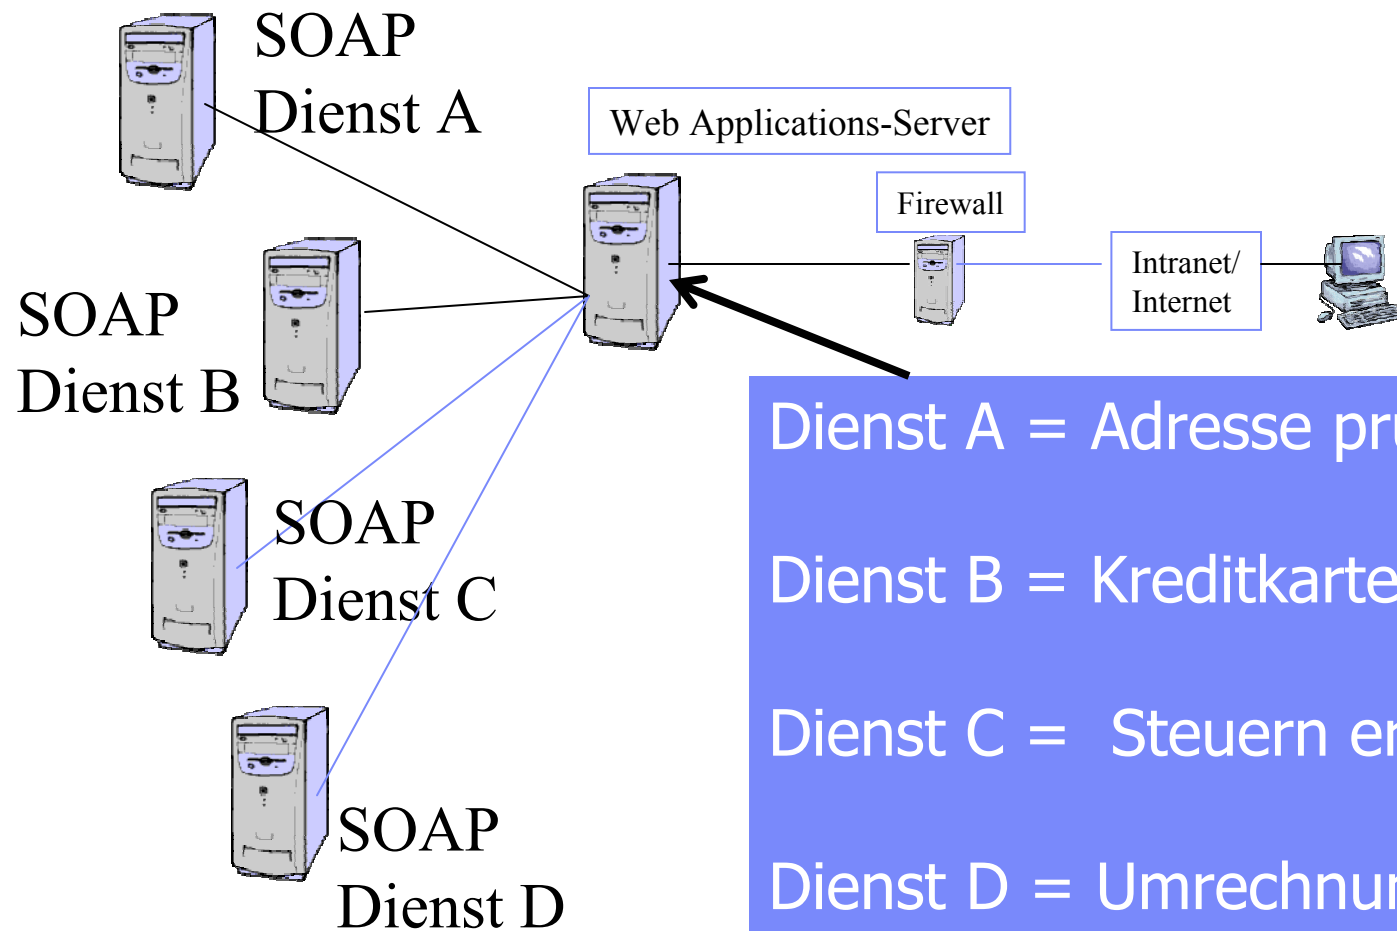 SOAP
Dienst A
Web Applications-Server
Firewall
Intranet/
Internet
SOAP
Dienst B
SOAP
Dienst C
SOAP
Dienst D
Dienst A = Adresse
Dienst B = Kreditkarte
Dienst C = Steuern
Dienst D =